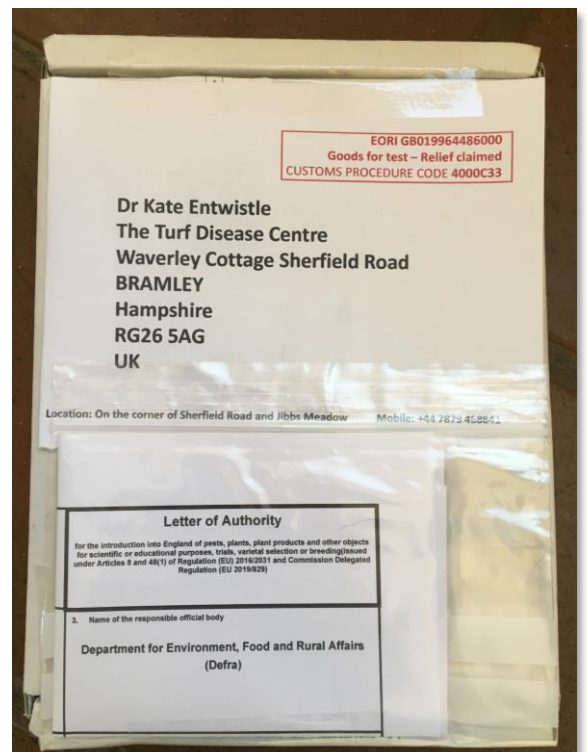 EORI GB019964486000
Goods for test – Relief claimed
CUSTOMS PROCEDURE CODE 4000C33
Dr Kate Entwistle
The Turf Disease Centre
Waverley Cottage Sherfield Road
BRAMLEY
Hampshire
RG26 5AG
UK
Location: On the corner of Sherfield Road and Jibbs Meadow Mobile: +44 7879 458641
Letter of Authority
for the introduction into England of pests, plants, plant products and other objects
for scientific or educational purposes, trials, varietal selection or breeding(issued
under Articles 8 and 48(1) of Regulation (EU) 2016/2031 and Commission Delegated
Regulation (EU 2019/829)
3. Name of the responsible official body
Department for Environment, Food and Rural Affairs
(Defra)